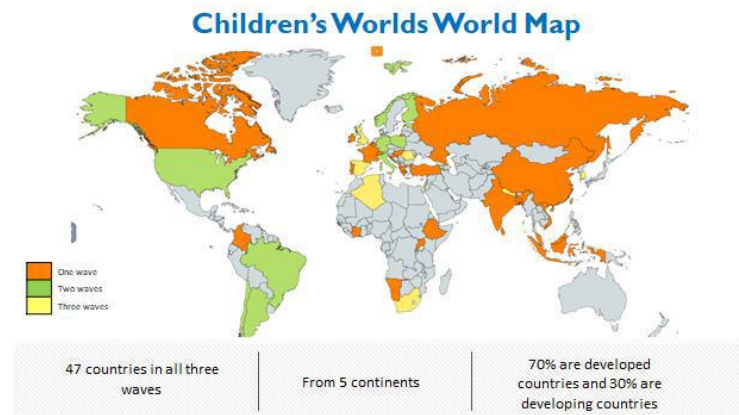 Children's Worlds World Map
One wave
Two waves
Three waves
47 countries in all three
waves
From 5 continents
70% are developed
countries and 30% are
developing countries